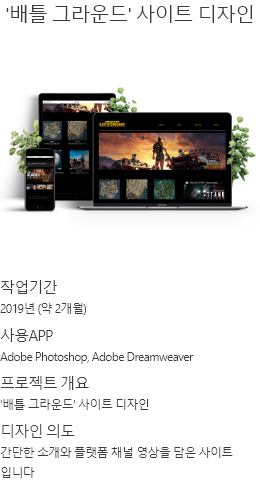 '배틀 그라운드' 사이트 디자인
작업기간
2019년 (약 2개월)
사용APP
Adobe Photoshop, Adobe Dreamweaver
프로젝트 개요
'배틀 그라운드' 사이트 디자인
디자인 의도
간단한 소개와 플랫폼 채널 영상을 담은 사이트
입니다